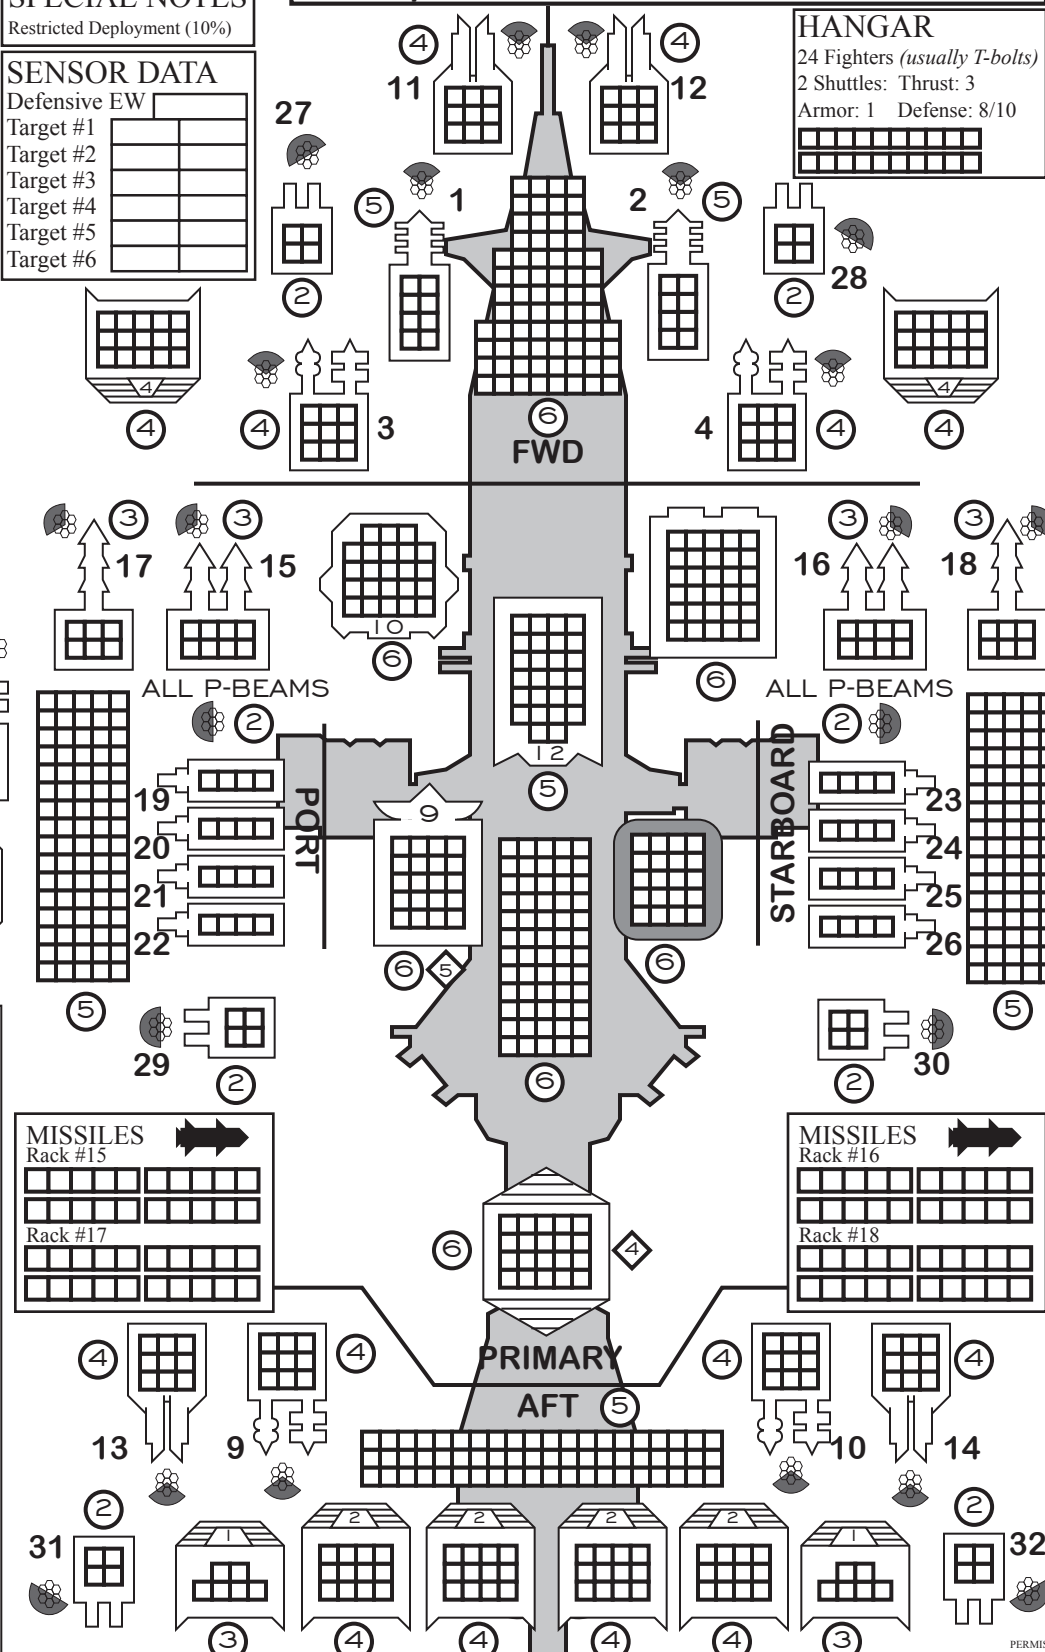 SPECIAL NOTES
Restricted Deployment (10%)
SENSOR DATA
Defensive EW
Target #1
Target #2
Target #3
Target #4
Target #5
Target #6
HANGAR
24 Fighters (usually T-bolts)
2 Shuttles: Thrust: 3
Armor: 1 Defense: 8/10
4 4
11 12
27
5 1 2 5
28
2 2
4 4
4 4
4 3 4 4
6
FWD
3 3 3 3
17 15 16 18
10
6 6
ALL P-BEAMS ALL P-BEAMS
2 2
12
5
PORT STARBOARD
19 9 23
20 24
21 25
22 26
6 5 6
5 5
29 30
2 6 2
MISSILES
Rack #15
Rack #17
MISSILES
Rack #16
Rack #18
6 4
4 4 4 4
PRIMARY
AFT 5
13 9 10 14
2 2
31 32
1 2 2 2 2 1
3 4 4 4 4 3
PERMIS